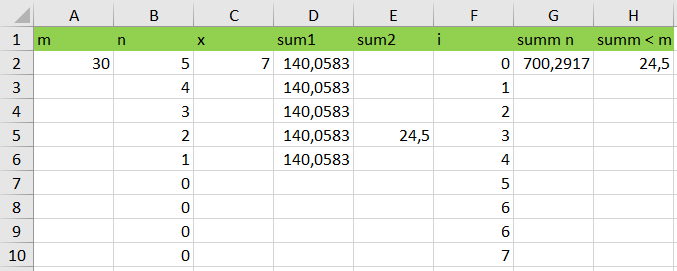 A B C D E F G H
1 m n x sum1 sum2 i summ n summ < m
2 30 5 7 140,0583 0 700,2917 24,5
3 4 140,0583 1
4 3 140,0583 2
5 2 140,0583 24,5 3
6 1 140,0583 4
7 0 5
8 0 6
9 0 6
10 0 7